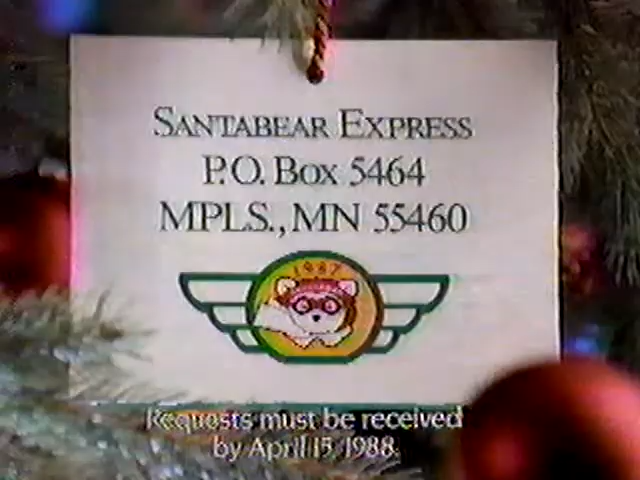 SANTABEAR EXPRESS
P.O. BOX 5464
MPLS., MN 55460
1987
Requests must be received
by April 15, 1988.